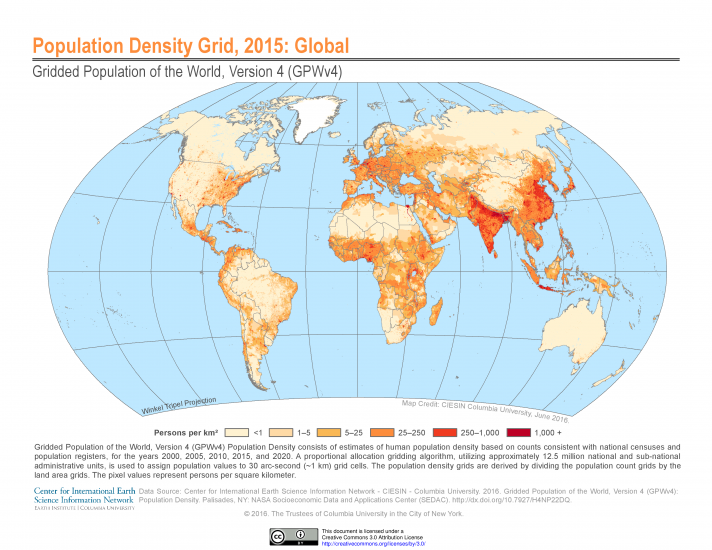 Population Density Grid, 2015: Global
Gridded Population of the World, Version 4 (GPWv4)
Winkel Tripel Projection
Map Credit: CIESIN Columbia University, June 2016.
Persons per km² <1 1–5 5–25 25–250 250–1,000 1,000 +
Gridded Population of the World, Version 4 (GPWv4) Population Density consists of estimates of human population density based on counts consistent with national censuses and
population registers, for the years 2000, 2005, 2010, 2015, and 2020. A proportional allocation gridding algorithm, utilizing approximately 12.5 million national and sub-national
administrative units, is used to assign population values to 30 arc-second (~1 km) grid cells. The population density grids are derived by dividing the population count grids by the
land area grids. The pixel values represent persons per square kilometer.
Center for International Earth
Science Information Network
EARTH INSTITUTE | COLUMBIA UNIVERSITY
Data Source: Center for International Earth Science Information Network - CIESIN - Columbia University. 2016. Gridded Population of the World, Version 4 (GPWv4):
Population Density. Palisades, NY: NASA Socioeconomic Data and Applications Center (SEDAC). http://dx.doi.org/10.7927/H4NP22DQ.
© 2016. The Trustees of Columbia University in the City of New York.
cc
BY
This document is licensed under a
Creative Commons 3.0 Attribution License
http://creativecommons.org/licenses/by/3.0/